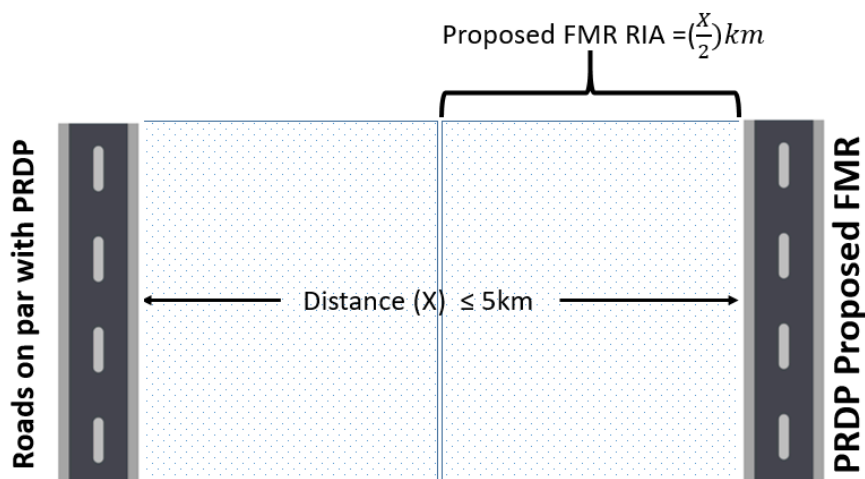 Proposed FMR RIA =(x/2)km
Roads on par with PRDP
Distance (X) ≤ 5km
PRDP Proposed FMR